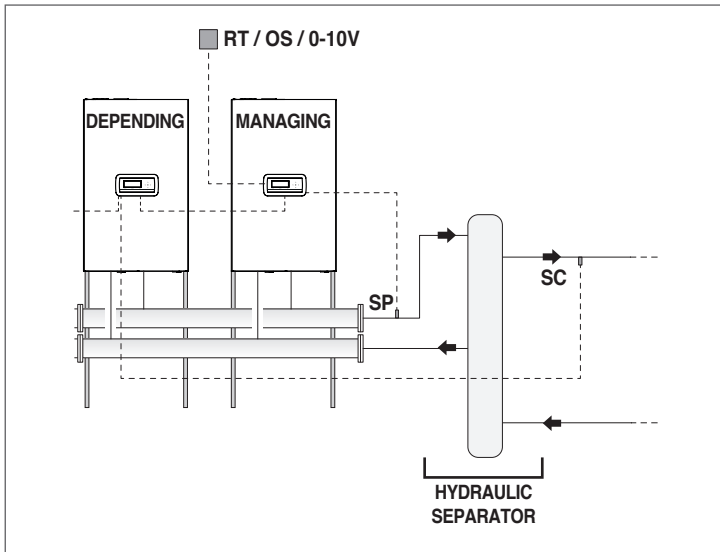 RT / OS / 0-10V
DEPENDING
MANAGING
SP
SC
HYDRAULIC
SEPARATOR